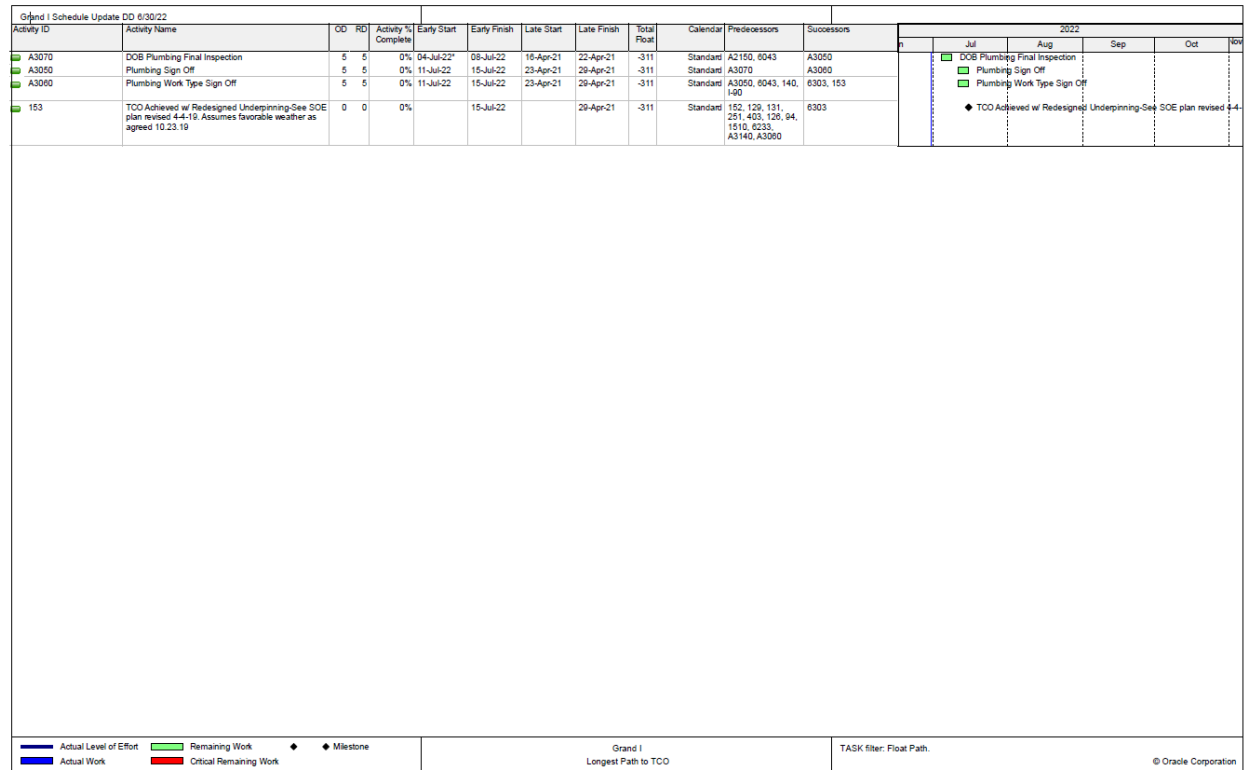 Grand I Schedule Update DD 6/30/22
Activity ID Activity Name OD RD Activity % Complete Early Start Early Finish Late Start Late Finish Total Float Calendar Predecessors Successors 2022
n Jul Aug Sep Oct Nov
A3070 DOB Plumbing Final Inspection 5 5 0% 04-Jul-22* 08-Jul-22 16-Apr-21 22-Apr-21 -311 Standard A2150, 6043 A3050 DOB Plumbing Final Inspection
A3050 Plumbing Sign Off 5 5 0% 11-Jul-22 15-Jul-22 23-Apr-21 29-Apr-21 -311 Standard A3070 A3060 Plumbing Sign Off
A3060 Plumbing Work Type Sign Off 5 5 0% 11-Jul-22 15-Jul-22 23-Apr-21 29-Apr-21 -311 Standard A3050, 6043, 140, 6303, 153 Plumbing Work Type Sign Off
I-90
153 TCO Achieved w/ Redesigned Underpinning-See SOE 0 0 0% 15-Jul-22 29-Apr-21 -311 Standard 152, 129, 131, 6303 TCO Achieved w/ Redesigned Underpinning-See SOE plan revised 4-4-
plan revised 4-4-19. Assumes favorable weather as 251, 403, 126, 94,
agreed 10.23.19 1510, 6233,
A3140, A3060
Actual Level of Effort Remaining Work Milestone Grand I TASK filter: Float Path.
Actual Work Critical Remaining Work Longest Path to TCO © Oracle Corporation